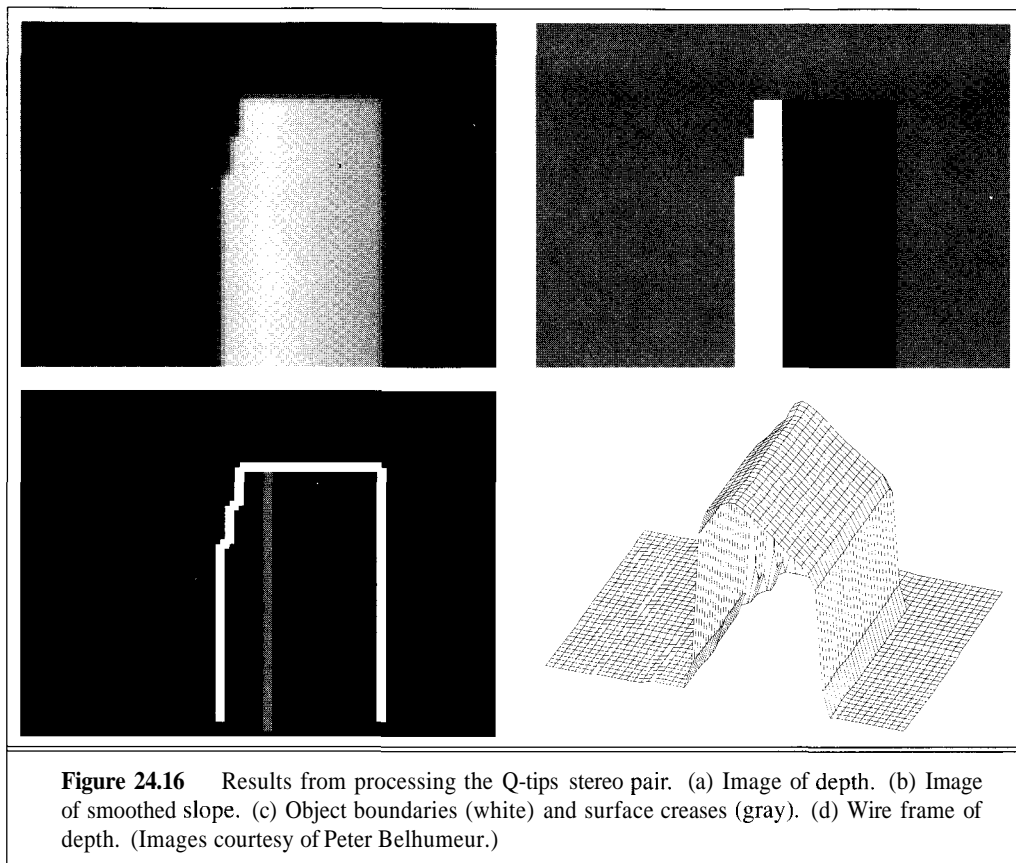 Figure 24.16 Results from processing the Q-tips stereo pair. (a) Image of depth. (b) Image
of smoothed slope. (c) Object boundaries (white) and surface creases (gray). (d) Wire frame of
depth. (Images courtesy of Peter Belhumeur.)